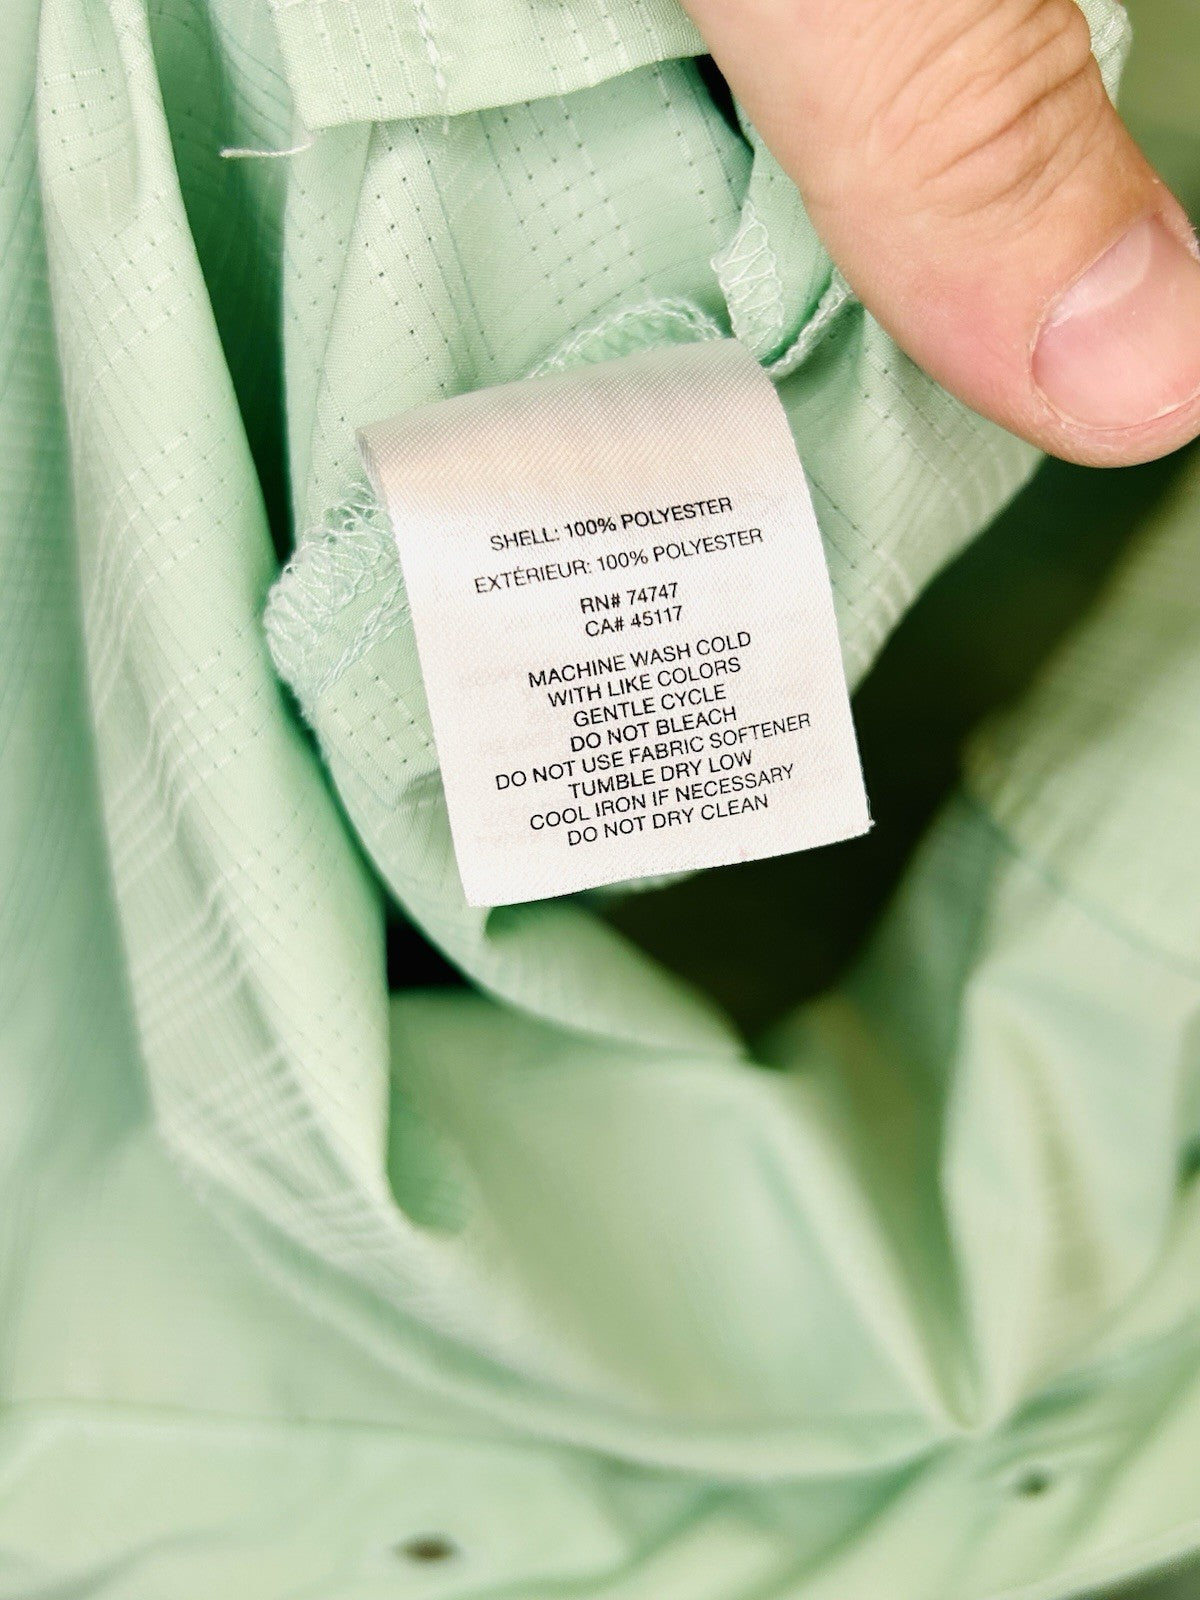 SHELL: 100% POLYESTER
EXTÉRIEUR: 100% POLYESTER
RN# 74747
CA# 45117
MACHINE WASH COLD
WITH LIKE COLORS
GENTLE CYCLE
DO NOT BLEACH
DO NOT USE FABRIC SOFTENER
TUMBLE DRY LOW
COOL IRON IF NECESSARY
DO NOT DRY CLEAN